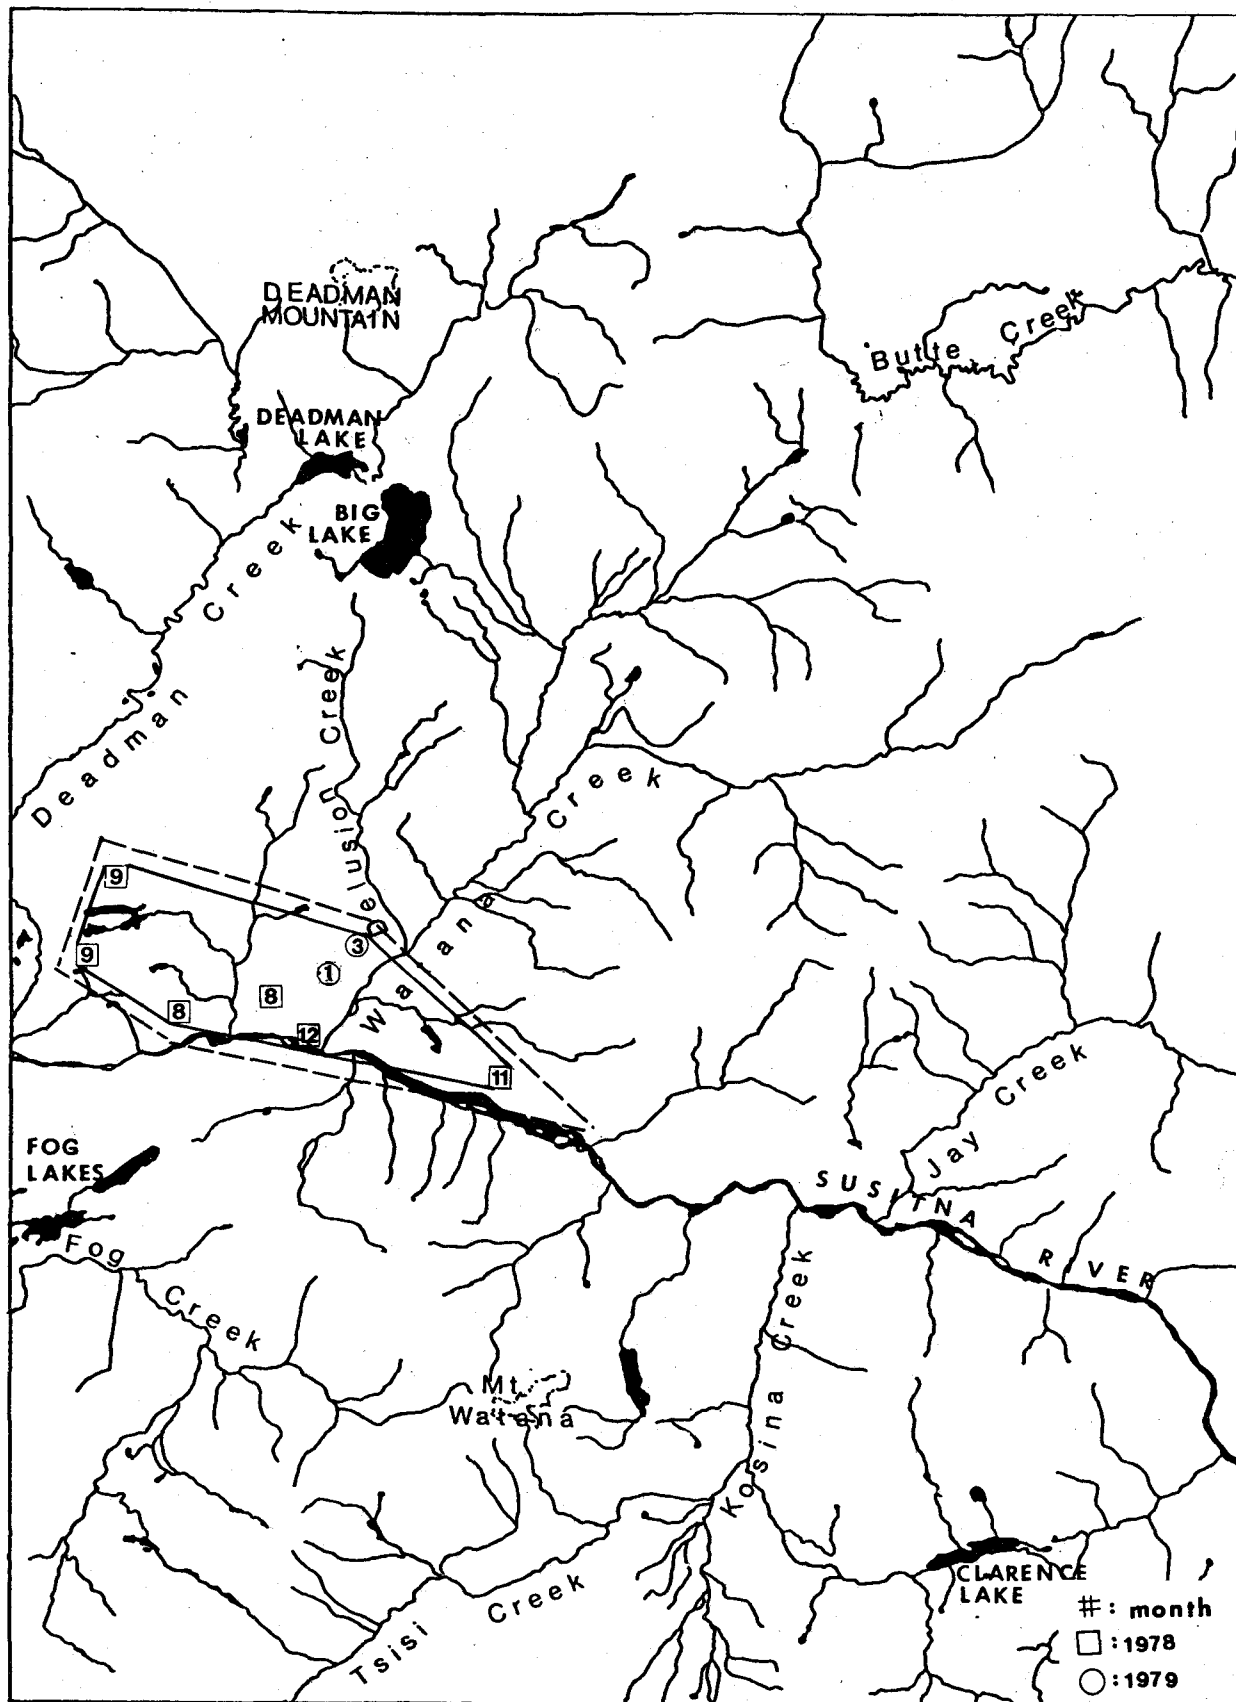 DEADMAN
MOUNTAIN
Butte Creek
DEADMAN
LAKE
BIG
LAKE
Deadman Creek
Delusion Creek
Watana Creek
9
9
3
1
8
8
12
11
Jay Creek
FOG
LAKES
SUSITNA RIVER
Fog Creek
Kosina Creek
Mt.
Watana
Tsisi Creek
CLARENCE
LAKE
#: month
□: 1978
○: 1979